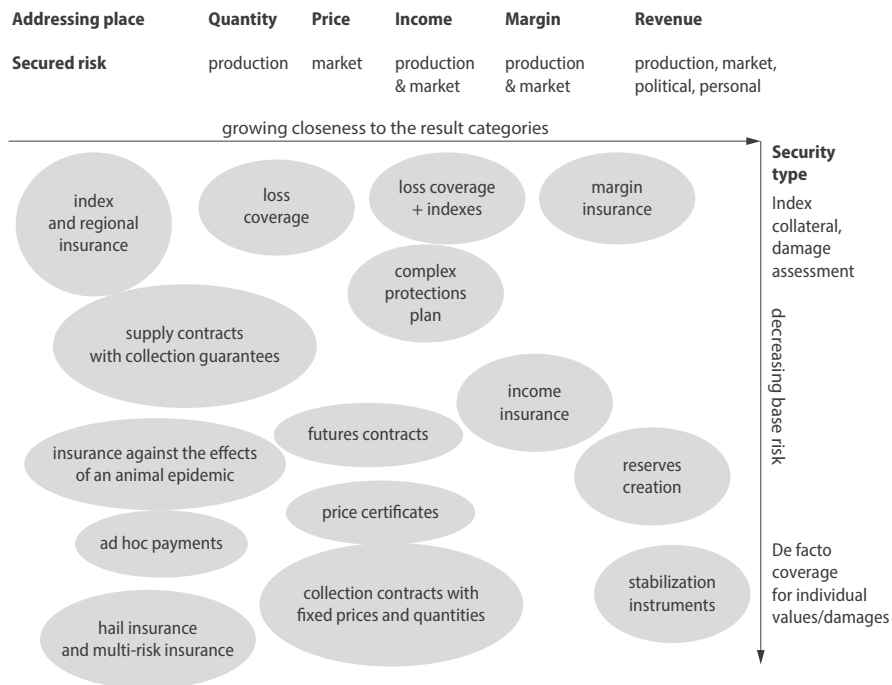 Addressing place Quantity Price Income Margin Revenue
Secured risk production market production production production, market,
& market & market political, personal
growing closeness to the result categories
Security
type
Index
collateral,
damage
assessment
decreasing base risk
De facto
coverage
for individual
values/damages
index
and regional
insurance
loss
coverage
loss coverage
+ indexes
margin
insurance
complex
protections
plan
supply contracts
with collection guarantees
income
insurance
futures contracts
insurance against the effects
of an animal epidemic
reserves
creation
price certificates
ad hoc payments
collection contracts with
fixed prices and quantities
stabilization
instruments
hail insurance
and multi-risk insurance